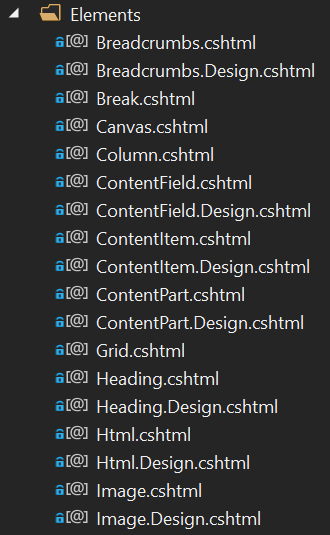 Elements
[@] Breadcrumbs.cshtml
[@] Breadcrumbs.Design.cshtml
[@] Break.cshtml
[@] Canvas.cshtml
[@] Column.cshtml
[@] ContentField.cshtml
[@] ContentField.Design.cshtml
[@] ContentItem.cshtml
[@] ContentItem.Design.cshtml
[@] ContentPart.cshtml
[@] ContentPart.Design.cshtml
[@] Grid.cshtml
[@] Heading.cshtml
[@] Heading.Design.cshtml
[@] Html.cshtml
[@] Html.Design.cshtml
[@] Image.cshtml
[@] Image.Design.cshtml